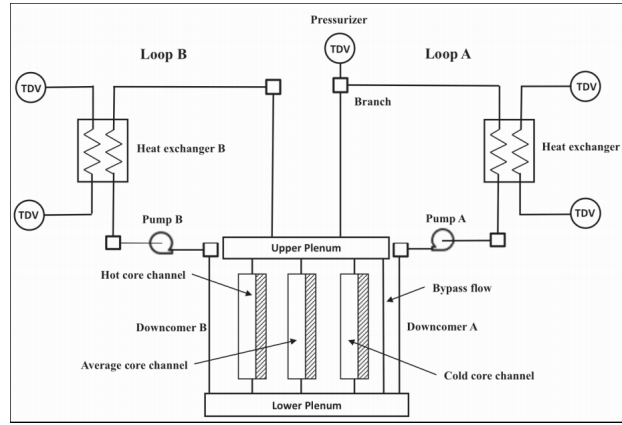 Pressurizer
TDV
Loop B
Loop A
TDV
TDV
Branch
Heat exchanger B
Heat exchanger
TDV
TDV
Pump B
Pump A
Upper Plenum
Hot core channel
Bypass flow
Downcomer B
Downcomer A
Average core channel
Cold core channel
Lower Plenum